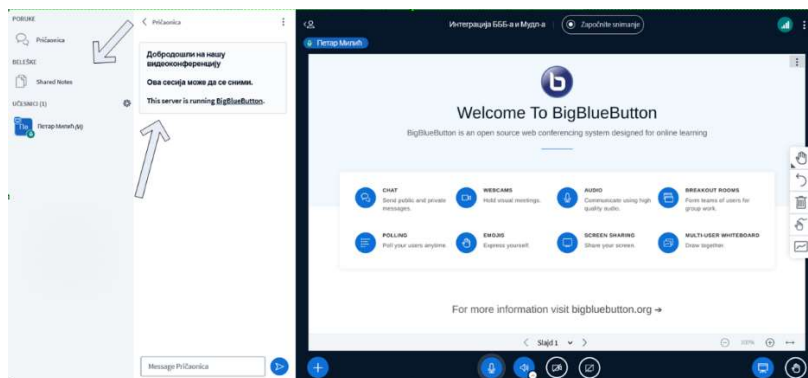 PORUKE
Pričaonica
BELEŠKE
Shared Notes
UČESNICI (1)
Пе
Петар Милић (Vi)
Pričaonica
Добродошли на нашу
видеоконференцију
Ова сесија може да се сними.
This server is running BigBlueButton.
Message Pričaonica
Интеграција БББ-а и Мудл-а
Započnite snimanje
Петар Милић
Welcome To BigBlueButton
BigBlueButton is an open source web conferencing system designed for online learning
CHAT
Send public and private
messages.
WEBCAMS
Hold visual meetings.
AUDIO
Communicate using high
quality audio.
BREAKOUT ROOMS
Form teams of users for
group work.
POLLING
Poll your users anytime.
EMOJIS
Express yourself.
SCREEN SHARING
Share your screen.
MULTI-USER WHITEBOARD
Draw together.
For more information visit bigbluebutton.org →
Slajd 1
100%